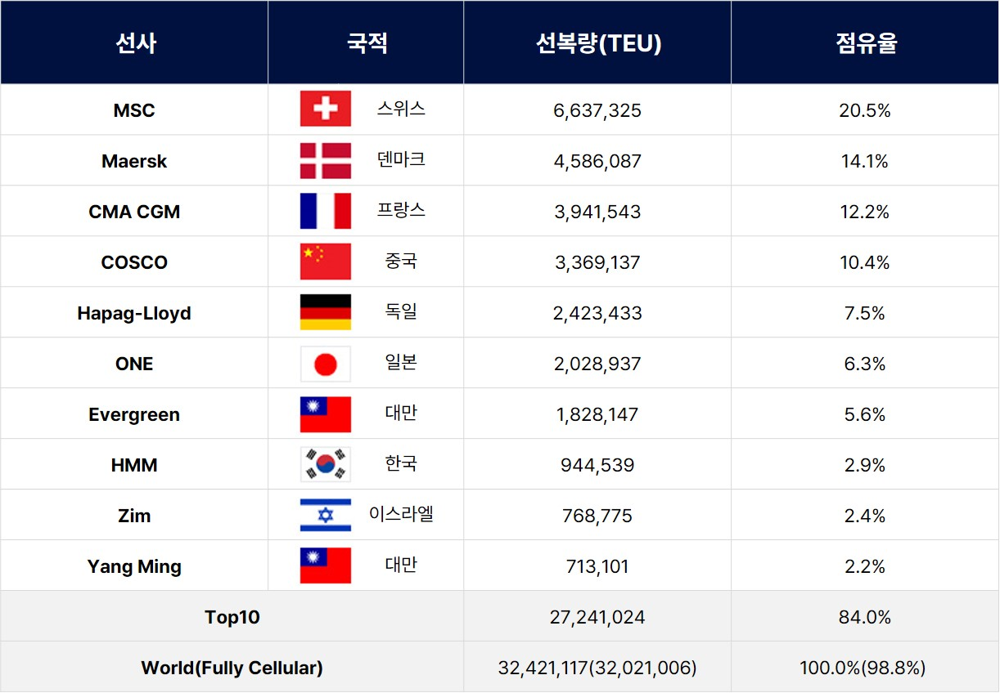 선사 국적 선복량(TEU) 점유율
MSC 스위스 6,637,325 20.5%
Maersk 덴마크 4,586,087 14.1%
CMA CGM 프랑스 3,941,543 12.2%
COSCO 중국 3,369,137 10.4%
Hapag-Lloyd 독일 2,423,433 7.5%
ONE 일본 2,028,937 6.3%
Evergreen 대만 1,828,147 5.6%
HMM 한국 944,539 2.9%
Zim 이스라엘 768,775 2.4%
Yang Ming 대만 713,101 2.2%
Top10 27,241,024 84.0%
World(Fully Cellular) 32,421,117(32,021,006) 100.0%(98.8%)